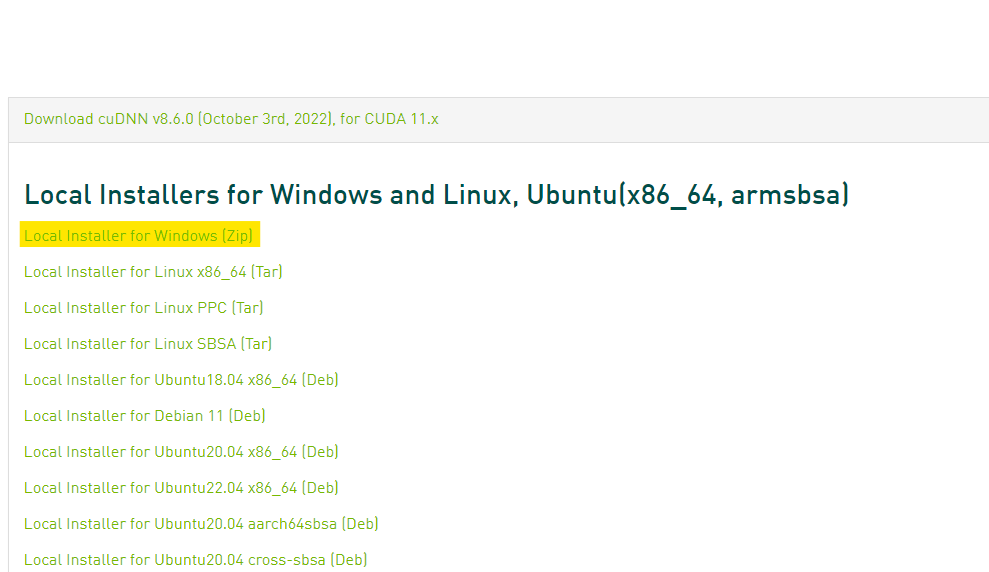 Download cuDNN v8.6.0 (October 3rd, 2022), for CUDA 11.x
Local Installers for Windows and Linux, Ubuntu(x86_64, armsbsa)
Local Installer for Windows (Zip)
Local Installer for Linux x86_64 (Tar)
Local Installer for Linux PPC (Tar)
Local Installer for Linux SBSA (Tar)
Local Installer for Ubuntu18.04 x86_64 (Deb)
Local Installer for Debian 11 (Deb)
Local Installer for Ubuntu20.04 x86_64 (Deb)
Local Installer for Ubuntu22.04 x86_64 (Deb)
Local Installer for Ubuntu20.04 aarch64sbsa (Deb)
Local Installer for Ubuntu20.04 cross-sbsa (Deb)